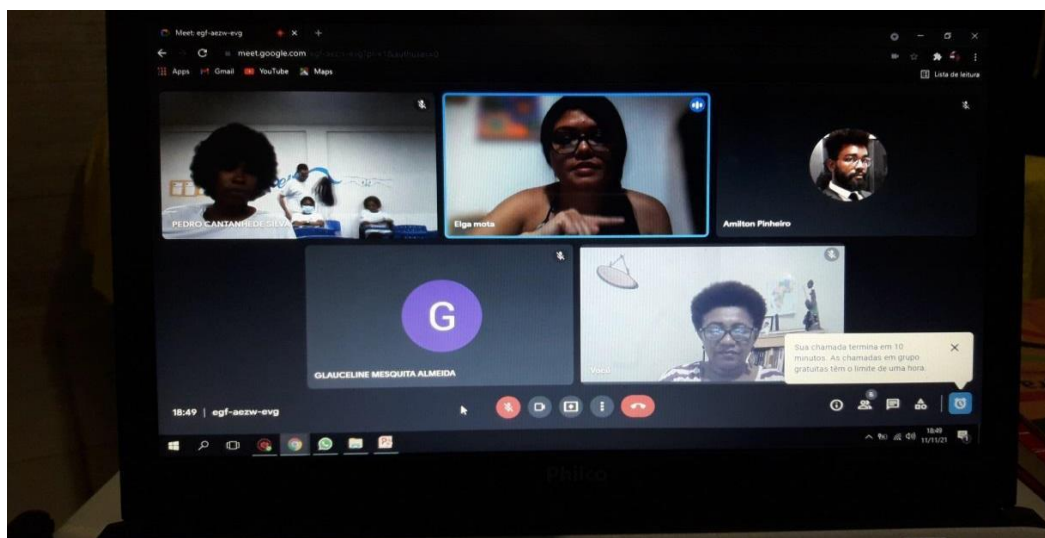 Meet: egf-aezw-evg
meet.google.com
Apps
Gmail
YouTube
Maps
Lista de leitura
PEDRO CANTANHEDE SILVA
Elga mota
Amilton Pinheiro
G
GLAUCELINE MESQUITA ALMEIDA
Você
Sua chamada termina em 10
minutos. As chamadas em grupo
gratuitas têm o limite de uma hora.
18:49 | egf-aezw-evg
5
18:49
11/11/21
Philco